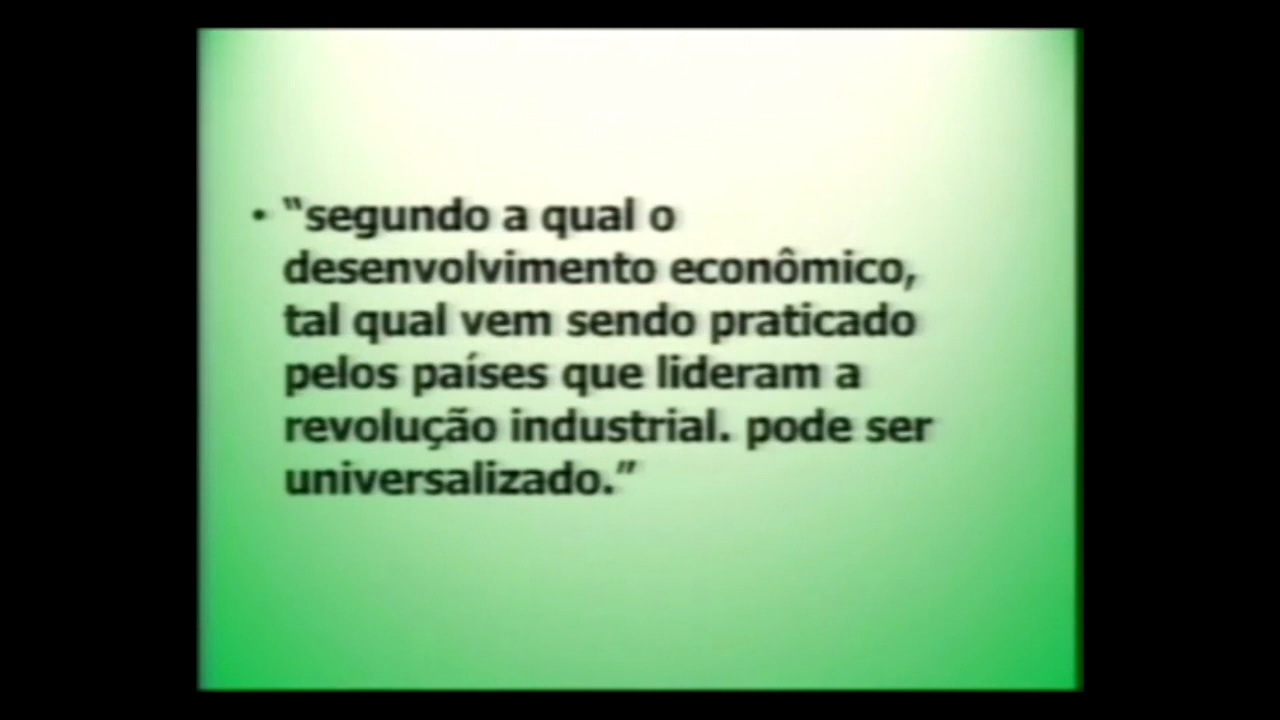 • “segundo a qual o
desenvolvimento econômico,
tal qual vem sendo praticado
pelos países que lideram a
revolução industrial. pode ser
universalizado.”